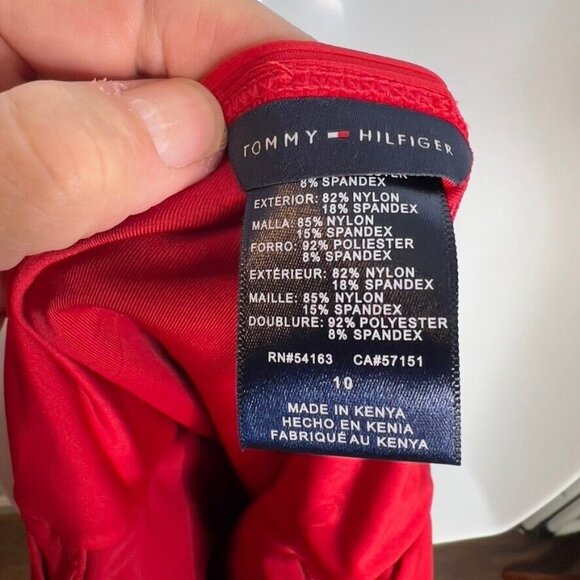 TOMMY HILFIGER
8% SPANDEX
EXTERIOR: 82% NYLON
18% SPANDEX
MALLA: 85% NYLON
15% SPANDEX
FORRO: 92% POLIESTER
8% SPANDEX
EXTÉRIEUR: 82% NYLON
18% SPANDEX
MAILLE: 85% NYLON
15% SPANDEX
DOUBLURE: 92% POLYESTER
8% SPANDEX
RN#54163 CA#57151
10
MADE IN KENYA
HECHO EN KENIA
FABRIQUÉ AU KENYA